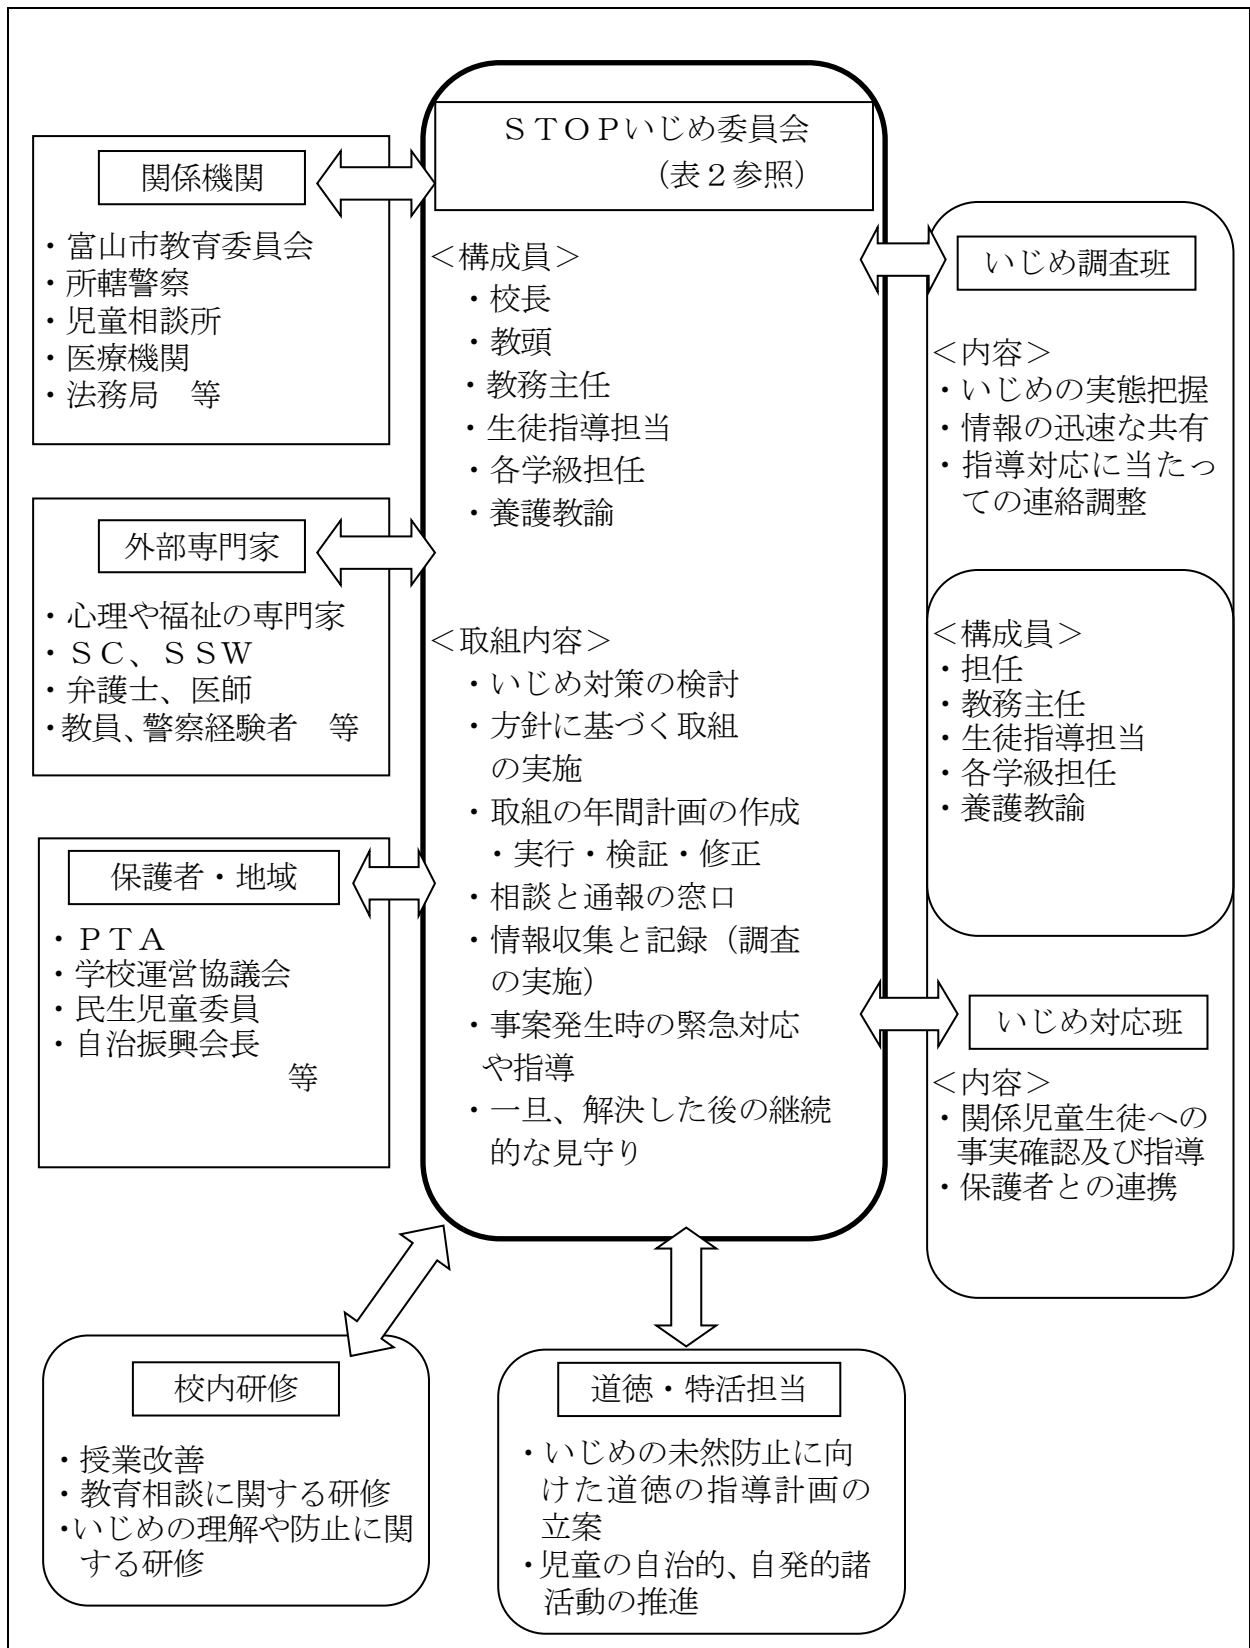 STOPいじめ委員会
(表2参照)
<構成員>
・校長
・教頭
・教務主任
・生徒指導担当
・各学級担任
・養護教諭
<取組内容>
・いじめ対策の検討
・方針に基づく取組
の実施
・取組の年間計画の作成
・実行・検証・修正
・相談と通報の窓口
・情報収集と記録（調査
の実施）
・事案発生時の緊急対応
や指導
・一旦、解決した後の継続
的な見守り
関係機関
・富山市教育委員会
・所轄警察
・児童相談所
・医療機関
・法務局　等
外部専門家
・心理や福祉の専門家
・ＳＣ、ＳＳＷ
・弁護士、医師
・教員、警察経験者　等
保護者・地域
・ＰＴＡ
・学校運営協議会
・民生児童委員
・自治振興会長
等
いじめ調査班
<内容>
・いじめの実態把握
・情報の迅速な共有
・指導対応に当たっ
ての連絡調整
<構成員>
・担任
・教務主任
・生徒指導担当
・各学級担任
・養護教諭
いじめ対応班
<内容>
・関係児童生徒への
事実確認及び指導
・保護者との連携
校内研修
・授業改善
・教育相談に関する研修
・いじめの理解や防止に関
する研修
道徳・特活担当
・いじめの未然防止に向
けた道徳の指導計画の
立案
・児童の自治的、自発的諸
活動の推進